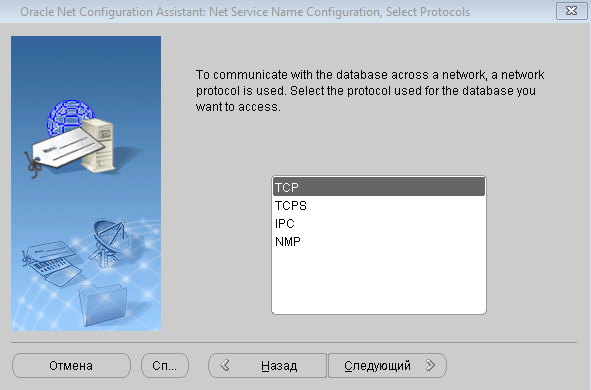 Oracle Net Configuration Assistant: Net Service Name Configuration, Select Protocols
To communicate with the database across a network, a network
protocol is used. Select the protocol used for the database you
want to access.
TCP
TCPS
IPC
NMP
Отмена
Сп...
Назад
Следующий